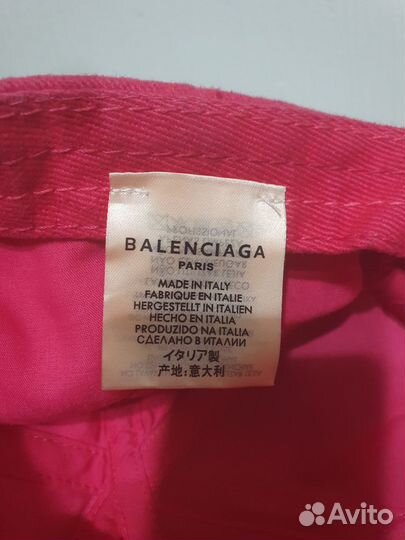 BALENCIAGA
PARIS
MADE IN ITALY
FABRIQUE EN ITALIE
HERGESTELLT IN ITALIEN
HECHO EN ITALIA
PRODUZIDO NA ITALIA
СДЕЛАНО В ИТАЛИИ
イタリア製
产地:意大利
Avito